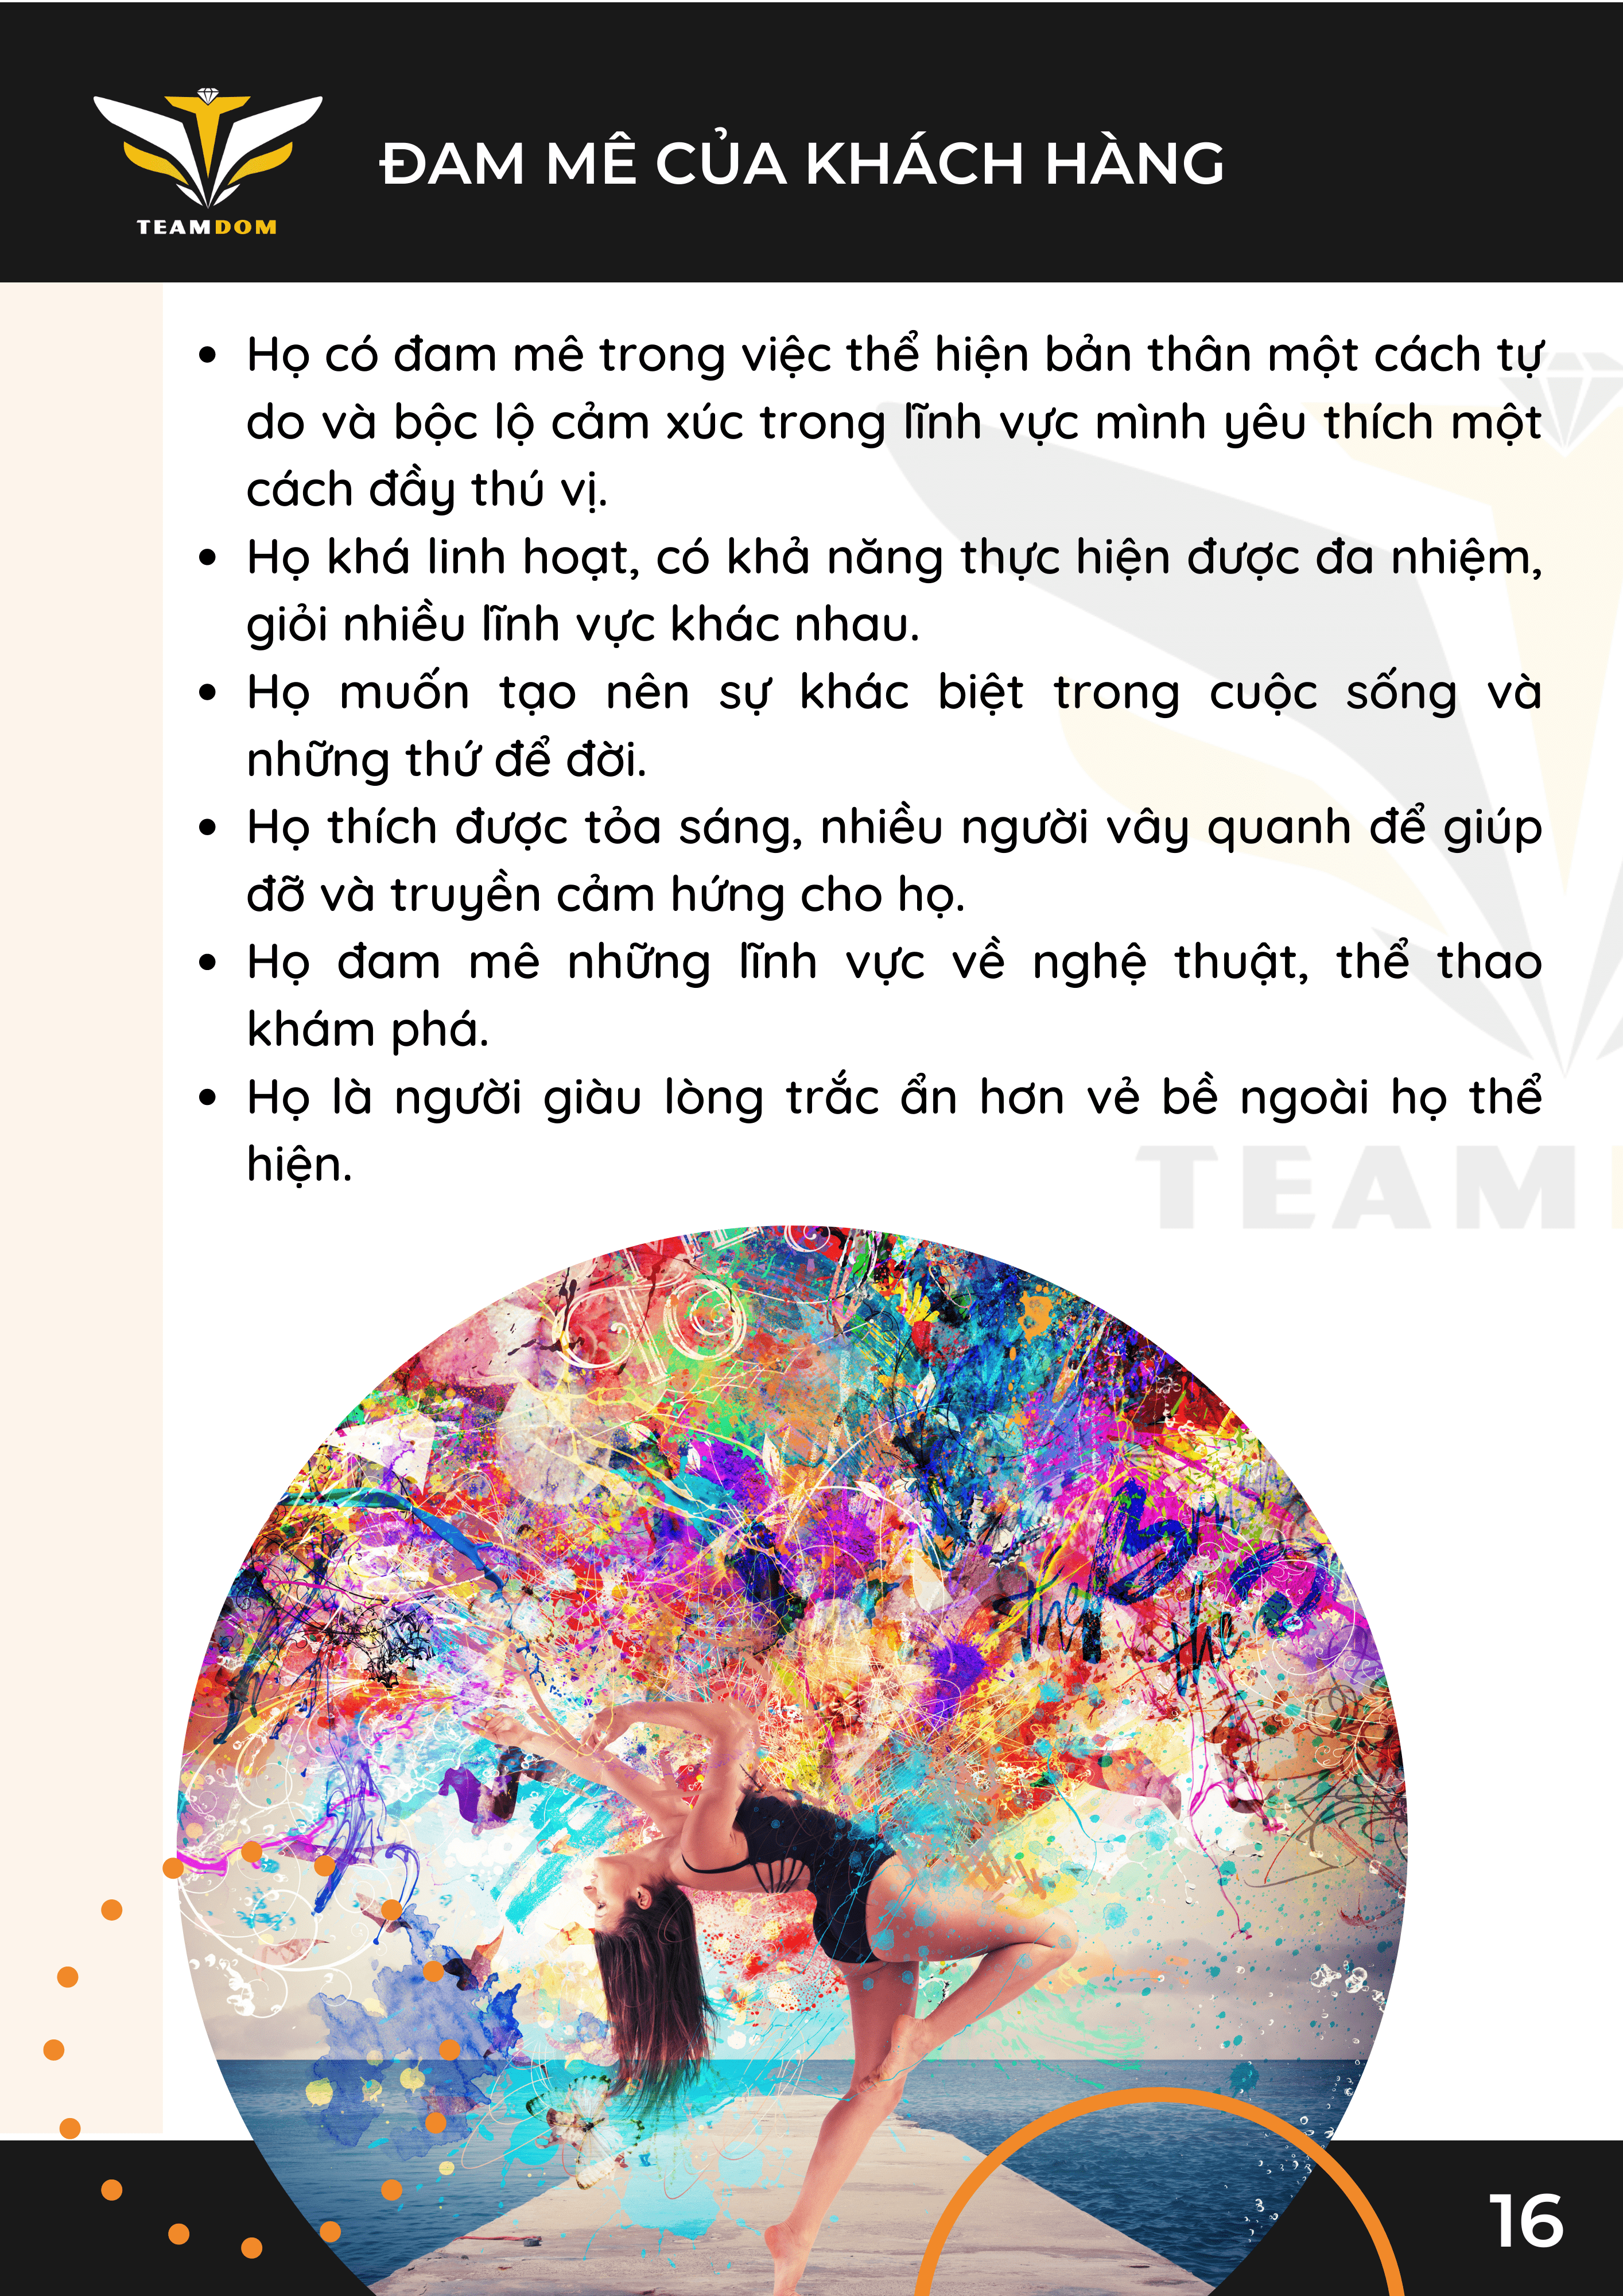 TEAMDOM
ĐAM MÊ CỦA KHÁCH HÀNG
• Họ có đam mê trong việc thể hiện bản thân một cách tự
do và bộc lộ cảm xúc trong lĩnh vực mình yêu thích một
cách đầy thú vị.
• Họ khá linh hoạt, có khả năng thực hiện được đa nhiệm,
giỏi nhiều lĩnh vực khác nhau.
• Họ muốn tạo nên sự khác biệt trong cuộc sống và
những thứ để đời.
• Họ thích được tỏa sáng, nhiều người vây quanh để giúp
đỡ và truyền cảm hứng cho họ.
• Họ đam mê những lĩnh vực về nghệ thuật, thể thao
khám phá.
• Họ là người giàu lòng trắc ẩn hơn vẻ bề ngoài họ thể
hiện.
TEAM
the
the
16